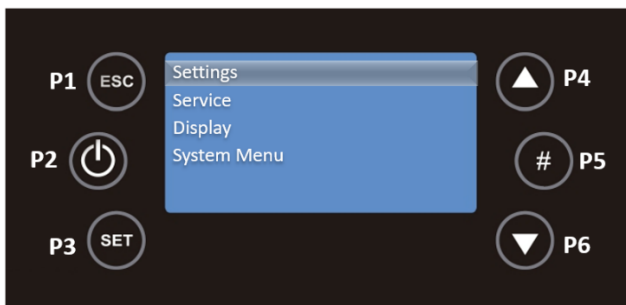 P1 ESC
Settings
P4
Service
Display
P2
# P5
System Menu
P3 SET
P6